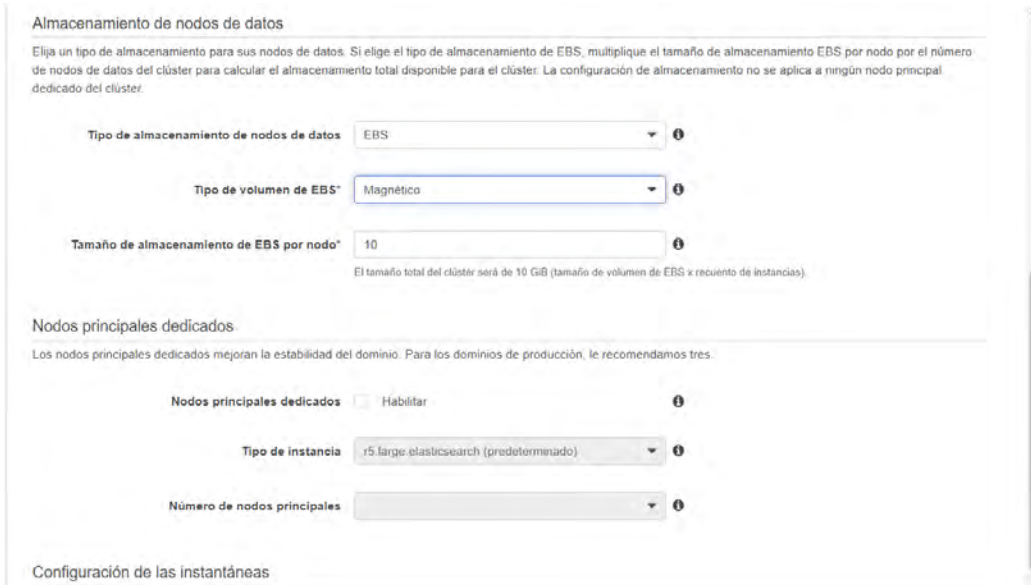 Almacenamiento de nodos de datos
Elija un tipo de almacenamiento para sus nodos de datos. Si elige el tipo de almacenamiento de EBS, multiplique el tamaño de almacenamiento EBS por nodo por el número
de nodos de datos del clúster para calcular el almacenamiento total disponible para el clúster. La configuración de almacenamiento no se aplica a ningún nodo principal
dedicado del clúster.
Tipo de almacenamiento de nodos de datos EBS
Tipo de volumen de EBS* Magnético
Tamaño de almacenamiento de EBS por nodo* 10
El tamaño total del clúster será de 10 GiB (tamaño de volumen de EBS x recuento de instancias).
Nodos principales dedicados
Los nodos principales dedicados mejoran la estabilidad del dominio. Para los dominios de producción, le recomendamos tres.
Nodos principales dedicados Habilitar
Tipo de instancia r5.large.elasticsearch (predeterminado)
Número de nodos principales
Configuración de las instantáneas